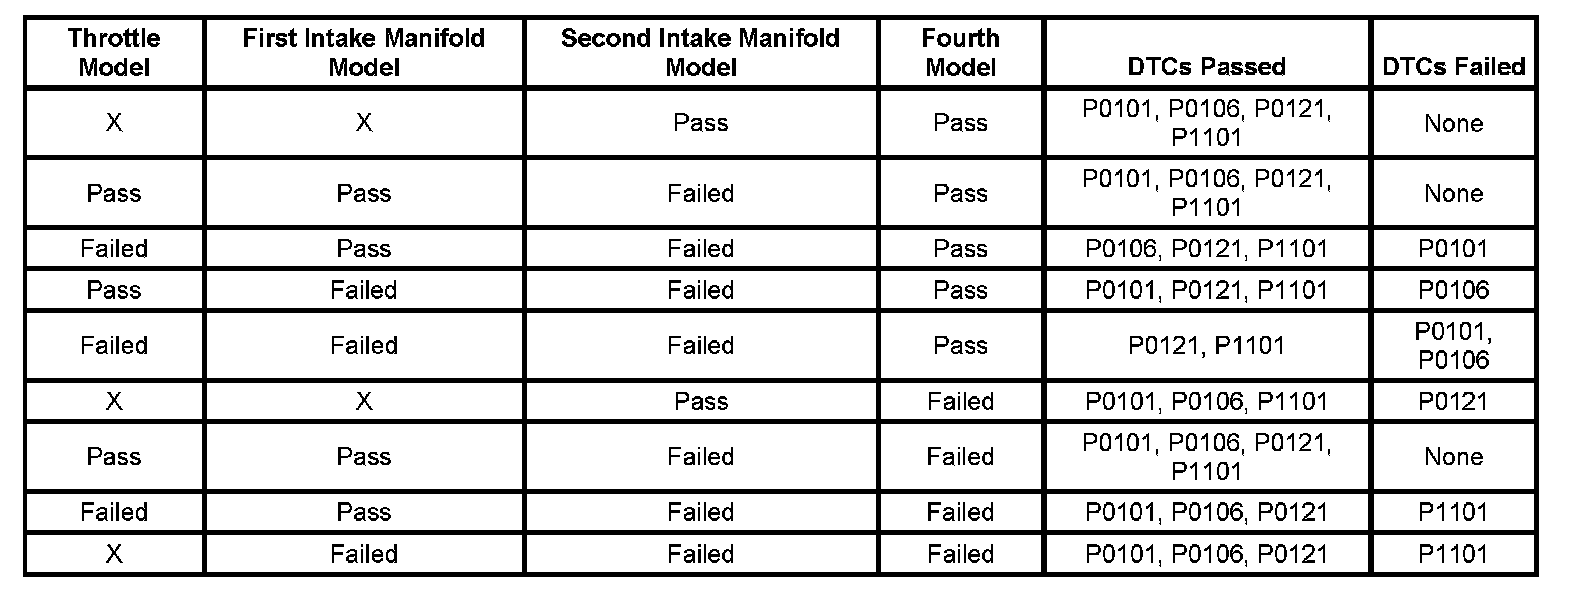 Throttle Model | First Intake Manifold Model | Second Intake Manifold Model | Fourth Model | DTCs Passed | DTCs Failed
X | X | Pass | Pass | P0101, P0106, P0121, P1101 | None
Pass | Pass | Failed | Pass | P0101, P0106, P0121, P1101 | None
Failed | Pass | Failed | Pass | P0106, P0121, P1101 | P0101
Pass | Failed | Failed | Pass | P0101, P0121, P1101 | P0106
Failed | Failed | Failed | Pass | P0121, P1101 | P0101, P0106
X | X | Pass | Failed | P0101, P0106, P1101 | P0121
Pass | Pass | Failed | Failed | P0101, P0106, P0121, P1101 | None
Failed | Pass | Failed | Failed | P0101, P0106, P0121 | P1101
X | Failed | Failed | Failed | P0101, P0106, P0121 | P1101